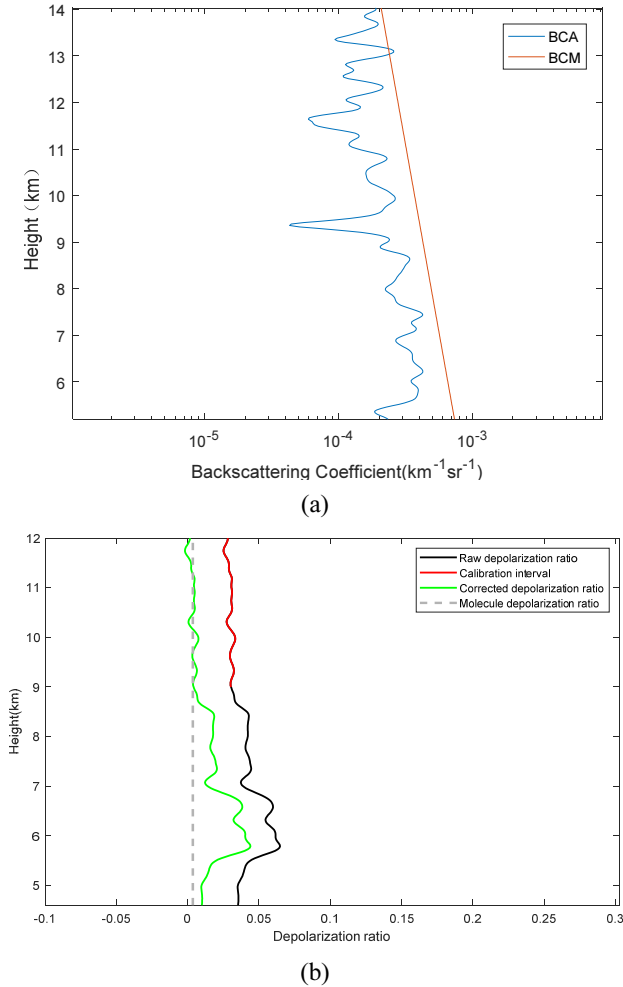 14
13
12
11
10
9
8
7
6
Height（km）
BCA
BCM
10^-5
10^-4
10^-3
Backscattering Coefficient(km^-1sr^-1)
(a)
12
11
10
9
8
7
6
5
Height(km)
Raw depolarization ratio
Calibration interval
Corrected depolarization ratio
Molecule depolarization ratio
-0.1
-0.05
0
0.05
0.1
0.15
0.2
0.25
0.3
Depolarization ratio
(b)